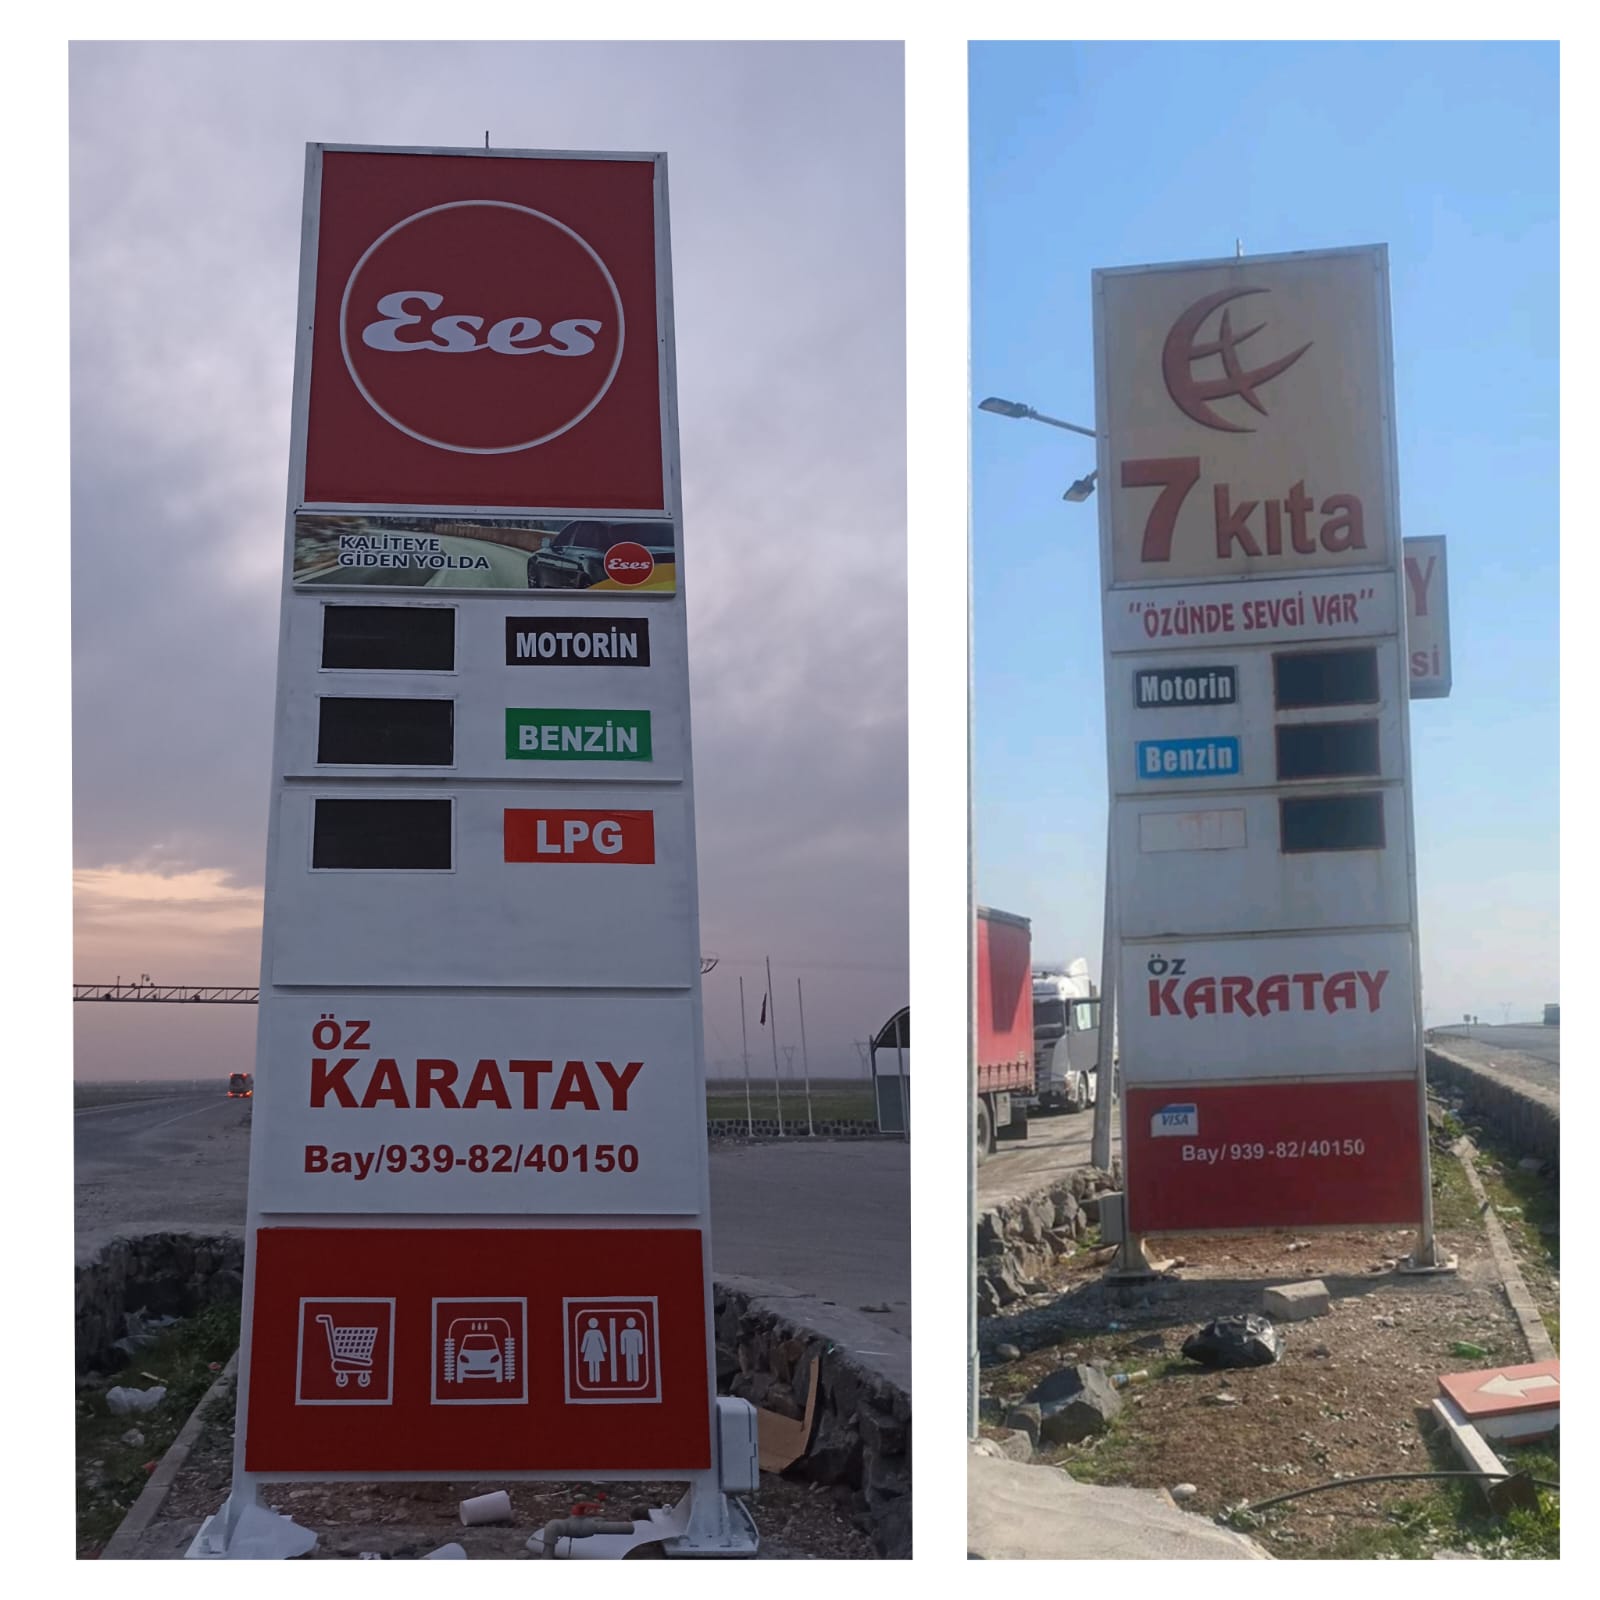 Eses
KALİTEYE
GİDEN YOLDA
Eses
MOTORİN
BENZİN
LPG
ÖZ
KARATAY
Bay/939-82/40150
7 kıta
"ÖZÜNDE SEVGİ VAR"
Motorin
Benzin
ÖZ
KARATAY
VISA
Bay/939-82/40150
Y
Sİ